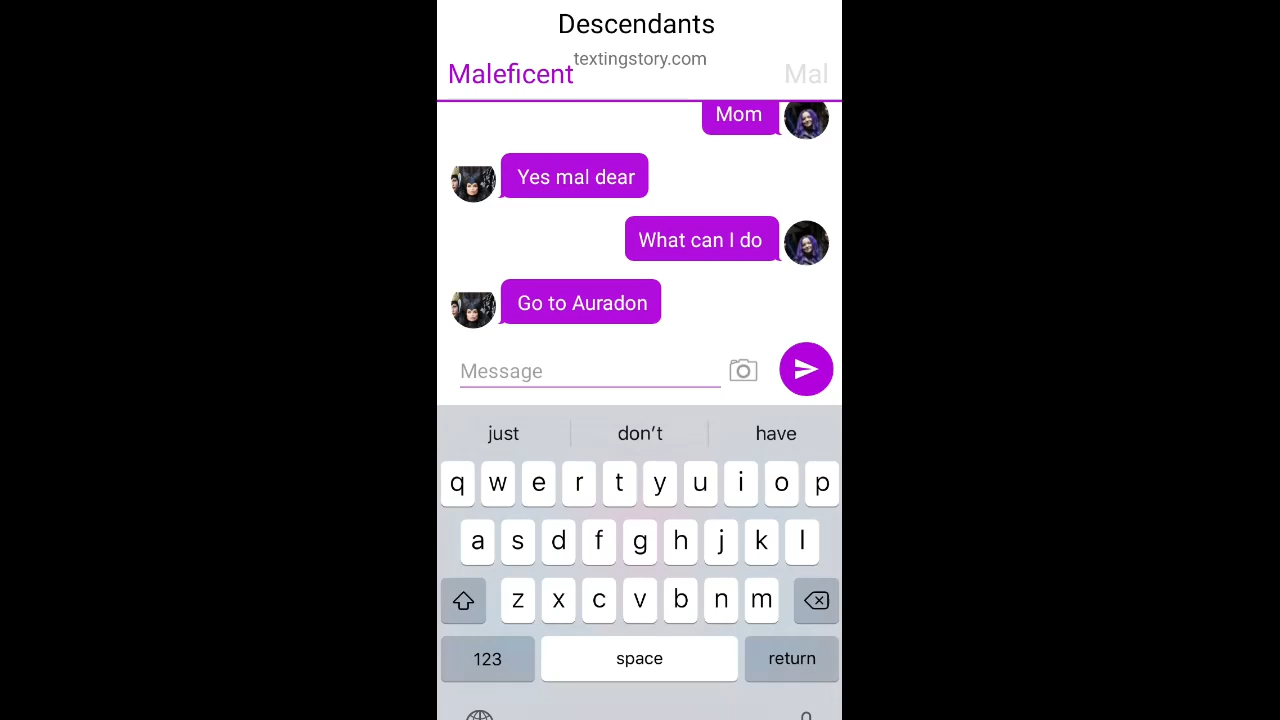 Descendants
textingstory.com
Maleficent Mal
Mom
Yes mal dear
What can I do
Go to Auradon
Message
just don't have
q w e r t y u i o p
a s d f g h j k l
z x c v b n m
123 space return